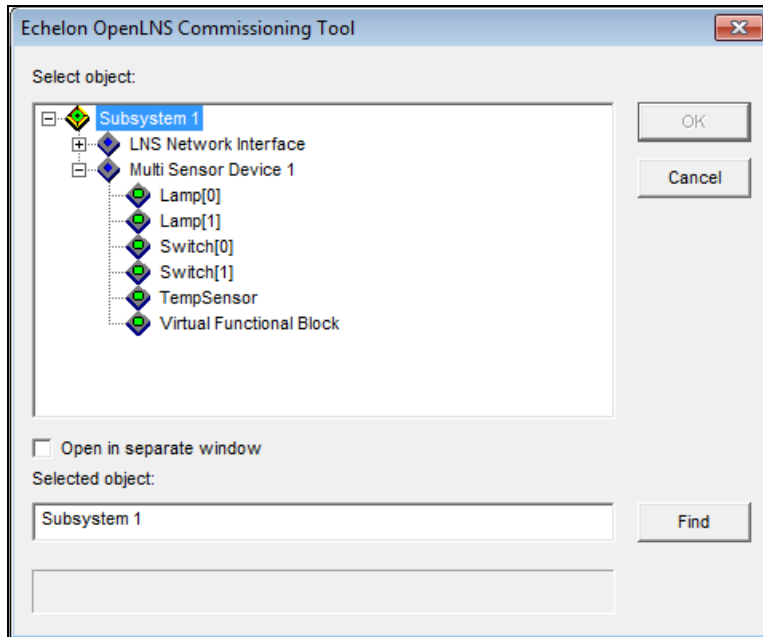 Echelon OpenLNS Commissioning Tool
Select object:
Subsystem 1
LNS Network Interface
Multi Sensor Device 1
Lamp[0]
Lamp[1]
Switch[0]
Switch[1]
TempSensor
Virtual Functional Block
OK
Cancel
Open in separate window
Selected object:
Subsystem 1
Find